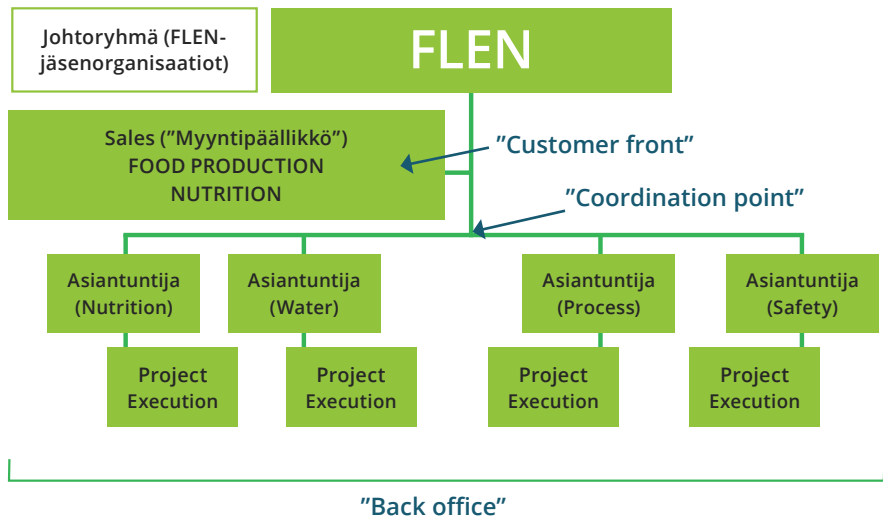 Johtoryhmä (FLEN-
jäsenorganisaatiot)
FLEN
Sales ("Myyntipäällikkö”)
FOOD PRODUCTION
NUTRITION
”Customer front”
”Coordination point”
Asiantuntija
(Nutrition)
Asiantuntija
(Water)
Asiantuntija
(Process)
Asiantuntija
(Safety)
Project
Execution
Project
Execution
Project
Execution
Project
Execution
”Back office”